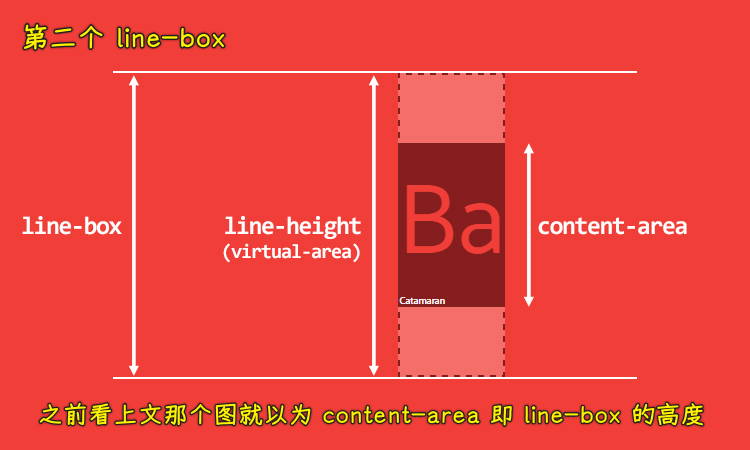 第二个 line-box
line-box
line-height
(virtual-area)
Ba
content-area
Catamaran
之前看上文那个图就以为 content-area 即 line-box 的高度